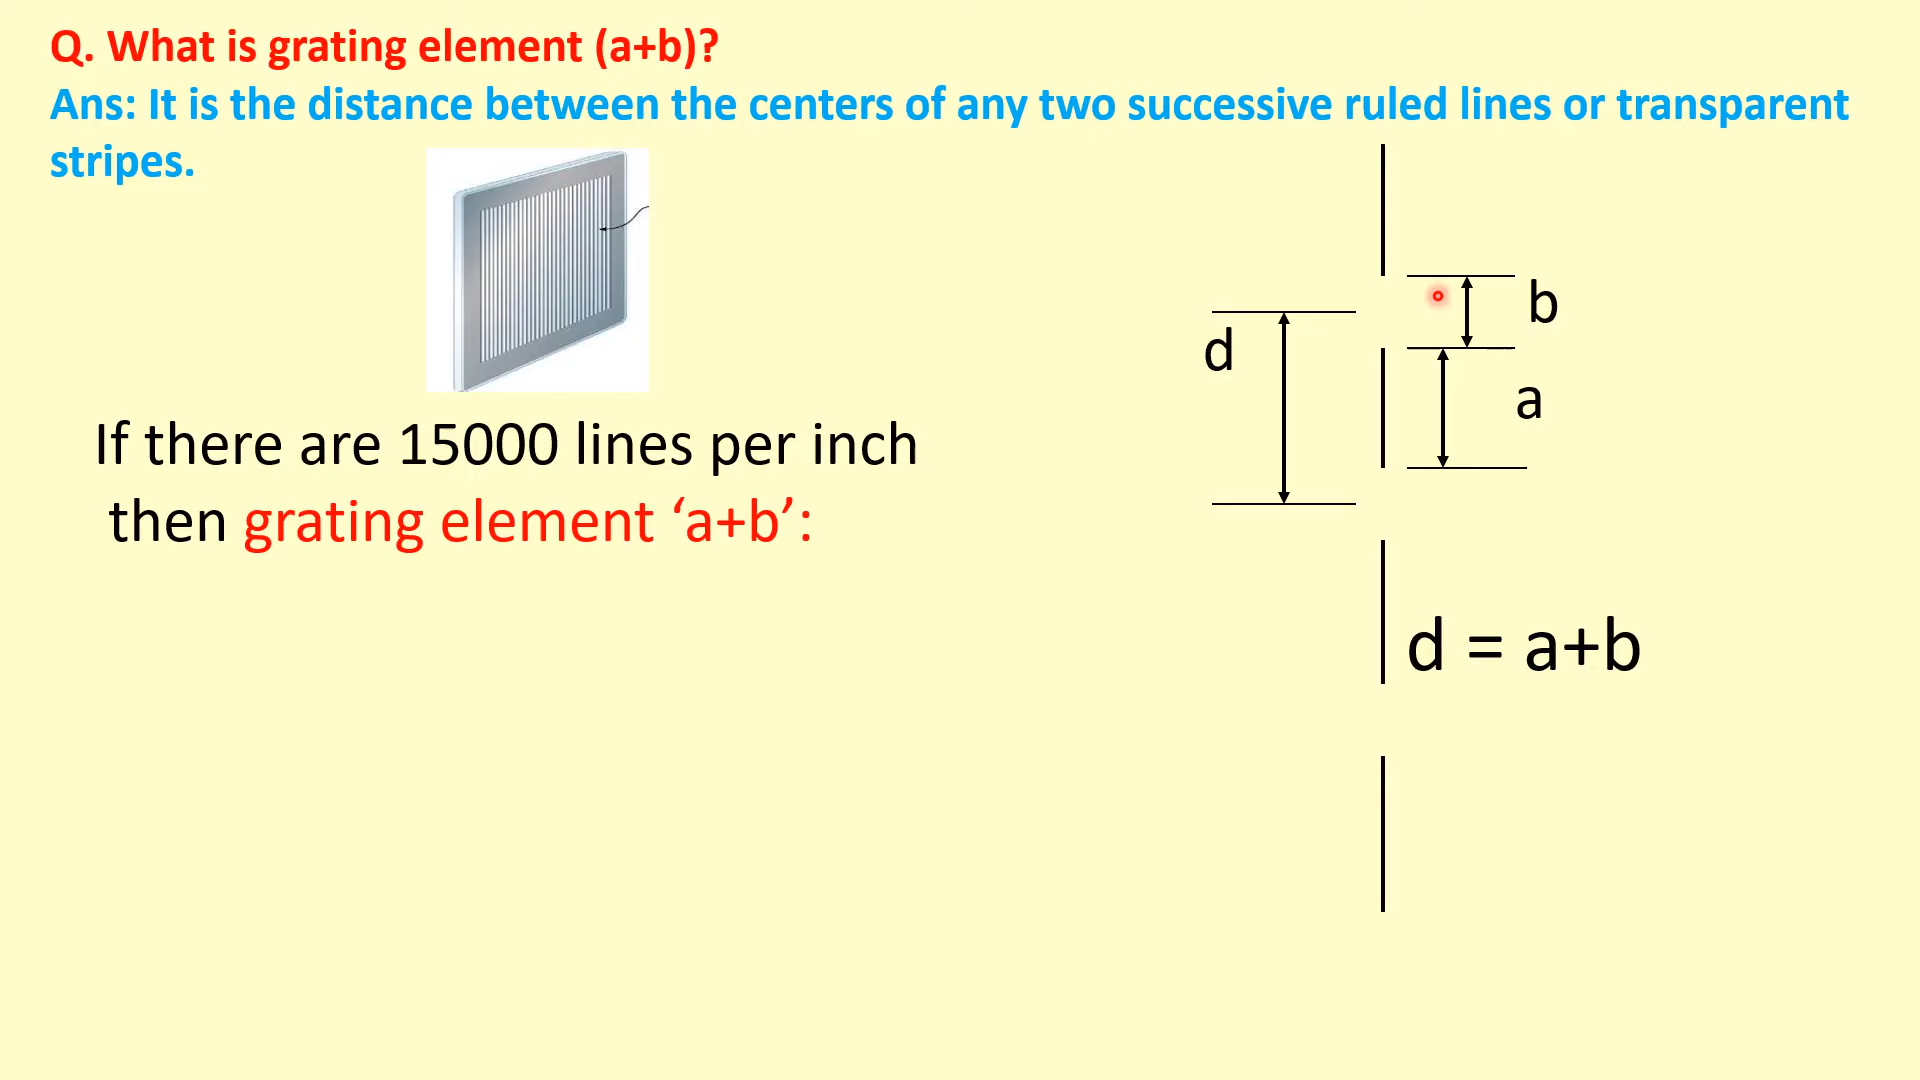 Q. What is grating element (a+b)?
Ans: It is the distance between the centers of any two successive ruled lines or transparent
stripes.
b
d
a
If there are 15000 lines per inch
then grating element ‘a+b’:
d = a+b